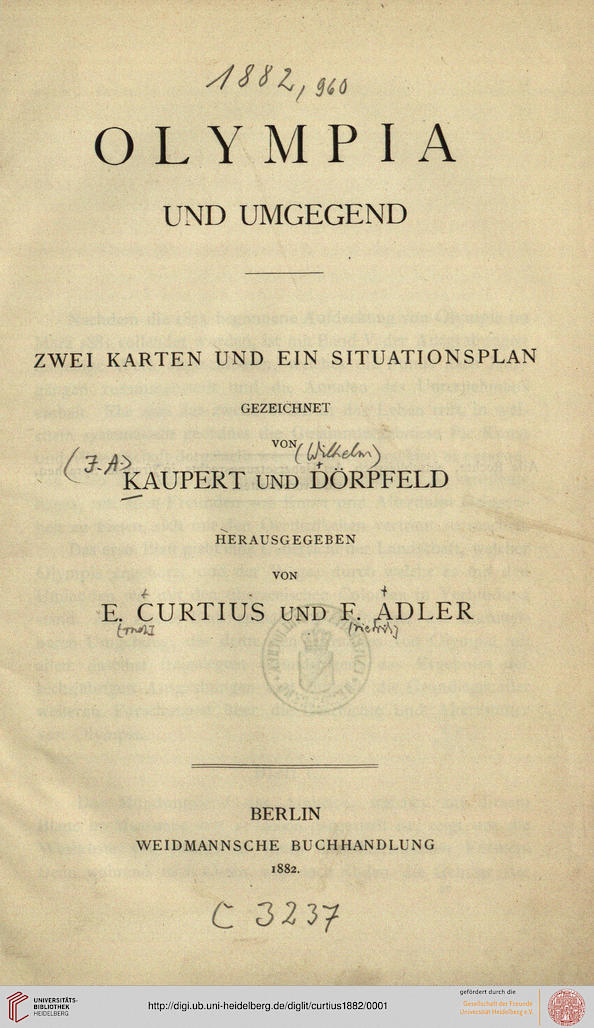 1882, 960
OLYMPIA
UND UMGEGEND
ZWEI KARTEN UND EIN SITUATIONSPLAN
GEZEICHNET
VON (Wilhelm)
(J. A.)
KAUPERT UND DÖRPFELD
HERAUSGEGEBEN
VON
E. CURTIUS UND F. ADLER
[rnst] [riedrich]
BERLIN
WEIDMANNSCHE BUCHHANDLUNG
1882.
C 3237
UNIVERSITÄTS-
BIBLIOTHEK
HEIDELBERG
http://digi.ub.uni-heidelberg.de/diglit/curtius1882/0001
gefördert durch die
Gesellschaft der Freunde
Universität Heidelberg e.V.